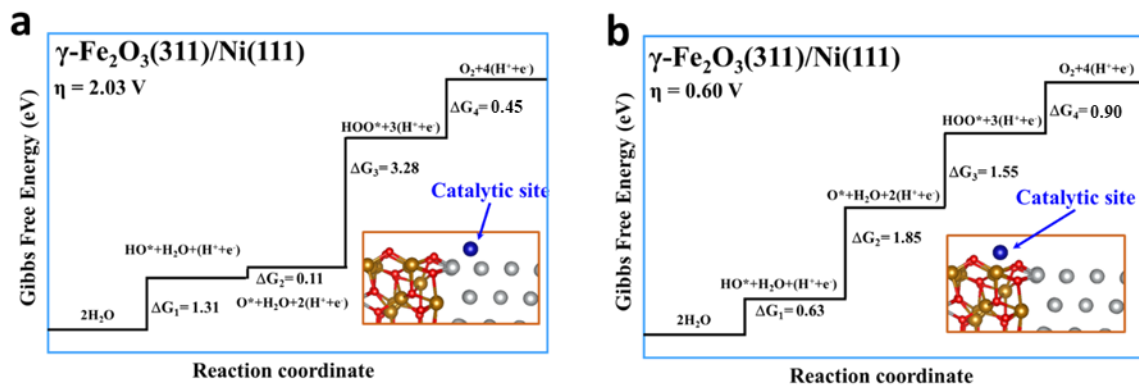 a
γ-Fe₂O₃(311)/Ni(111)
η = 2.03 V
O₂+4(H⁺+e⁻)
ΔG₄= 0.45
HOO*+3(H⁺+e⁻)
ΔG₃= 3.28
Catalytic site
HO*+H₂O+(H⁺+e⁻)
ΔG₂= 0.11
ΔG₁= 1.31
O*+H₂O+2(H⁺+e⁻)
2H₂O
Gibbs Free Energy (eV)
Reaction coordinate
b
γ-Fe₂O₃(311)/Ni(111)
η = 0.60 V
O₂+4(H⁺+e⁻)
ΔG₄= 0.90
HOO*+3(H⁺+e⁻)
ΔG₃= 1.55
O*+H₂O+2(H⁺+e⁻)
Catalytic site
ΔG₂= 1.85
HO*+H₂O+(H⁺+e⁻)
ΔG₁= 0.63
2H₂O
Gibbs Free Energy (eV)
Reaction coordinate